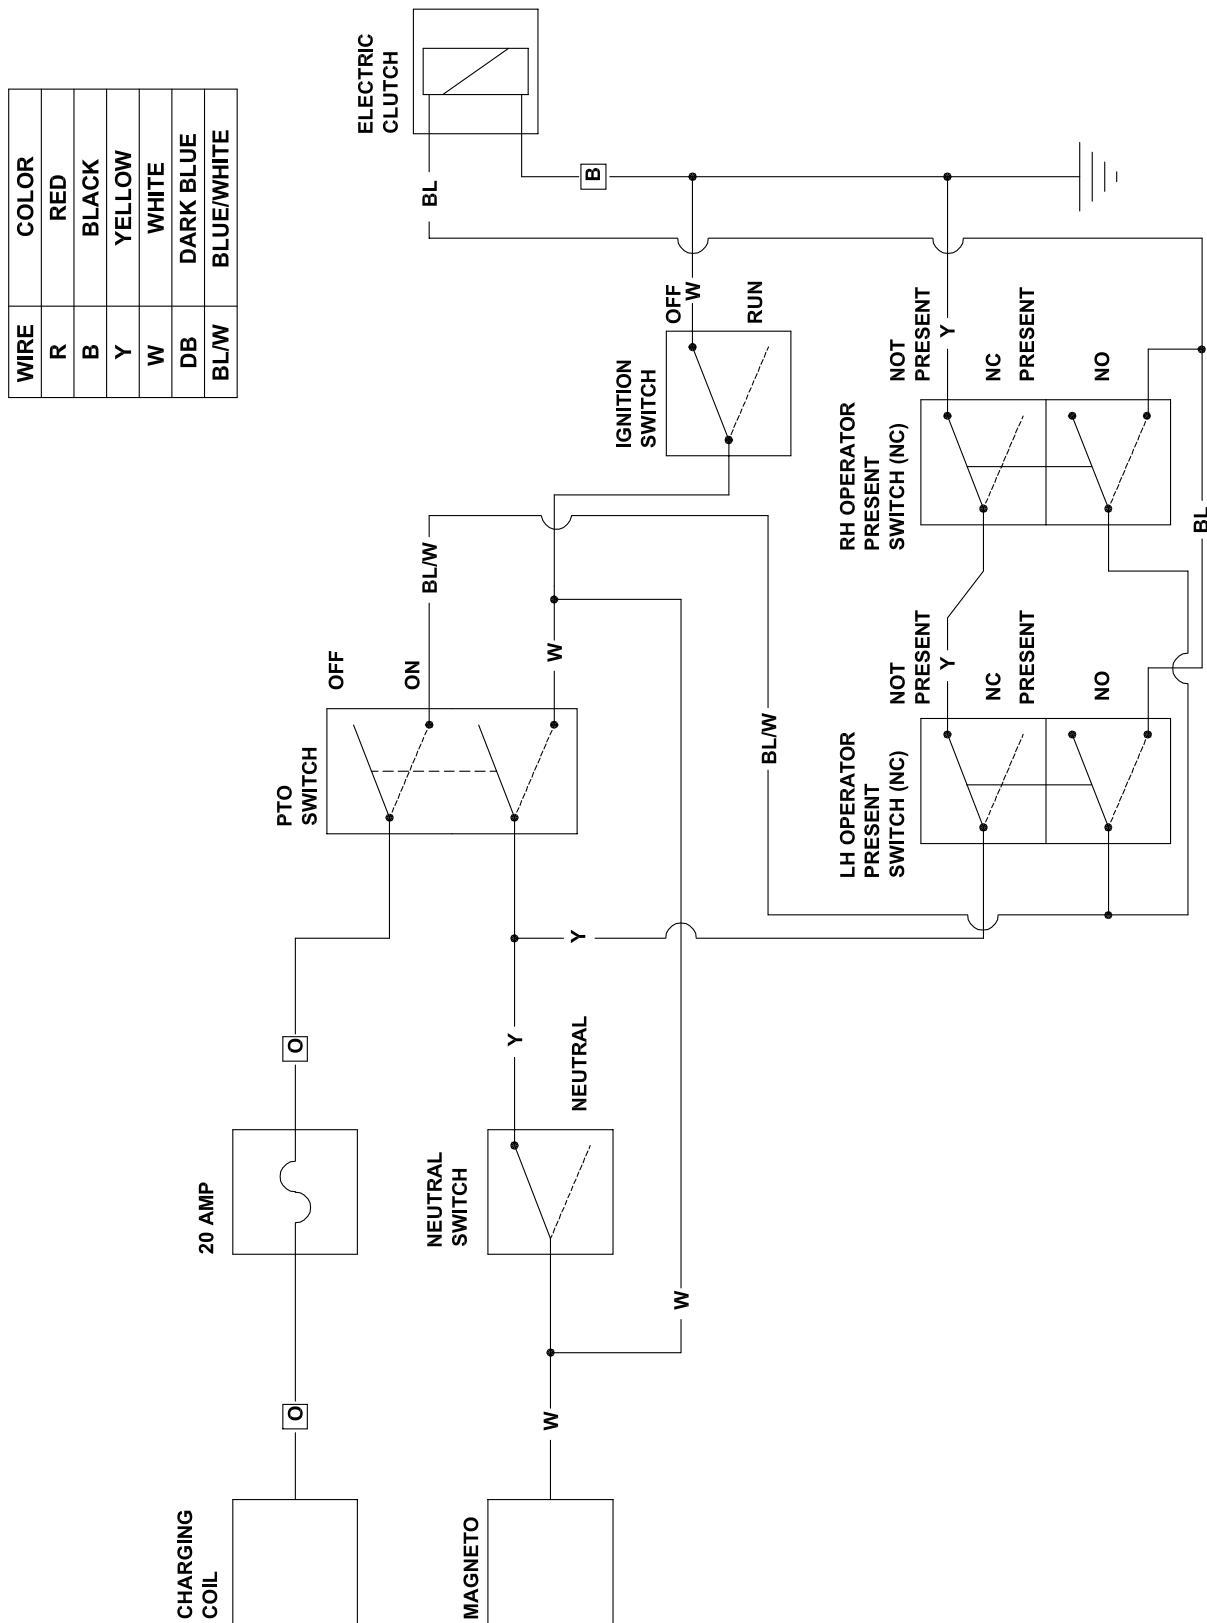 WIRE COLOR
R RED
B BLACK
Y YELLOW
W WHITE
DB DARK BLUE
BL/W BLUE/WHITE
CHARGING
COIL
O
20 AMP
O
PTO
SWITCH
OFF
ON
BL/W
ELECTRIC
CLUTCH
BL
B
MAGNETO
W
NEUTRAL
SWITCH
Y
NEUTRAL
Y
W
W
IGNITION
SWITCH
OFF
W
RUN
BL/W
LH OPERATOR
PRESENT
SWITCH (NC)
NOT
PRESENT
Y
NC
PRESENT
NO
RH OPERATOR
PRESENT
SWITCH (NC)
NOT
PRESENT
Y
NC
PRESENT
NO
BL